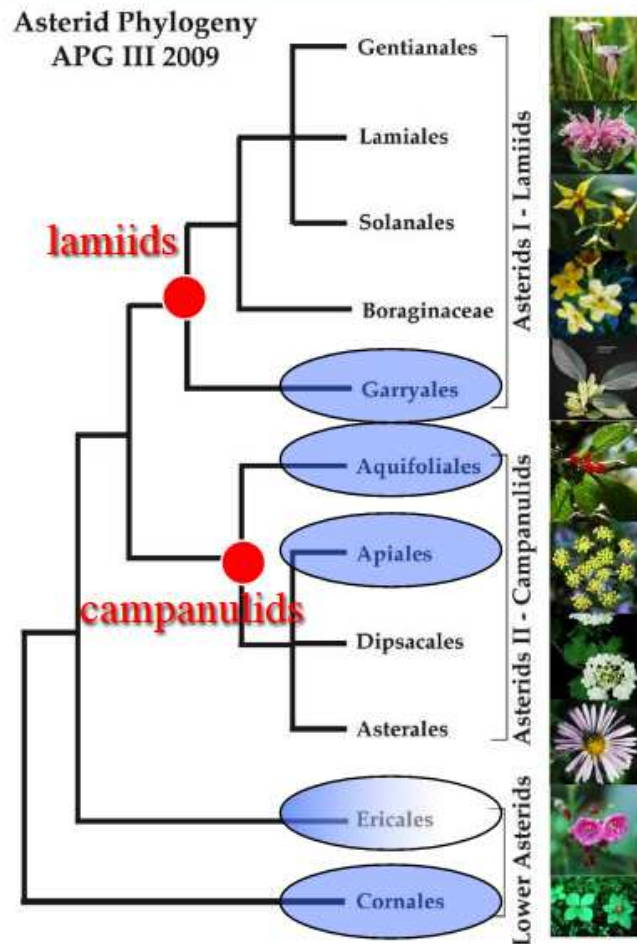 Asterid Phylogeny
APG III 2009
Gentianales
Lamiales
Solanales
Boraginaceae
Garryales
Asterids I - Lamiids
lamiids
Aquifoliales
Apiales
Dipsacales
Asterales
Asterids II - Campanulids
campanulids
Ericales
Cornales
Lower Asterids